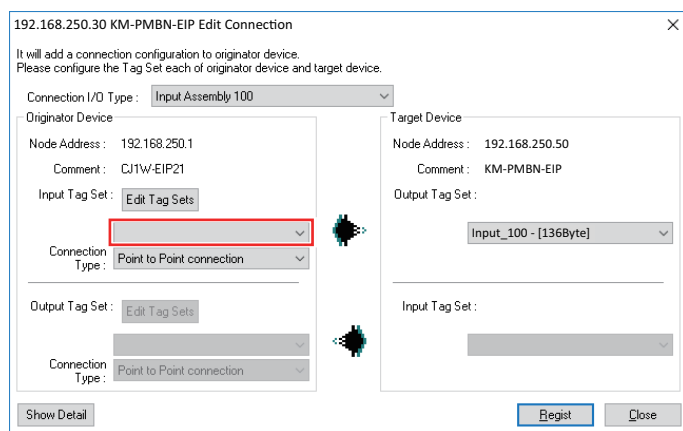 192.168.250.30 KM-PMBN-EIP Edit Connection
It will add a connection configuration to originator device.
Please configure the Tag Set each of originator device and target device.
Connection I/O Type : Input Assembly 100
Originator Device
Node Address : 192.168.250.1
Comment : CJ1W-EIP21
Input Tag Set : Edit Tag Sets
Connection Type : Point to Point connection
Output Tag Set : Edit Tag Sets
Connection Type : Point to Point connection
Target Device
Node Address : 192.168.250.50
Comment : KM-PMBN-EIP
Output Tag Set :
Input_100 - [136Byte]
Input Tag Set :
Show Detail
Regist
Close